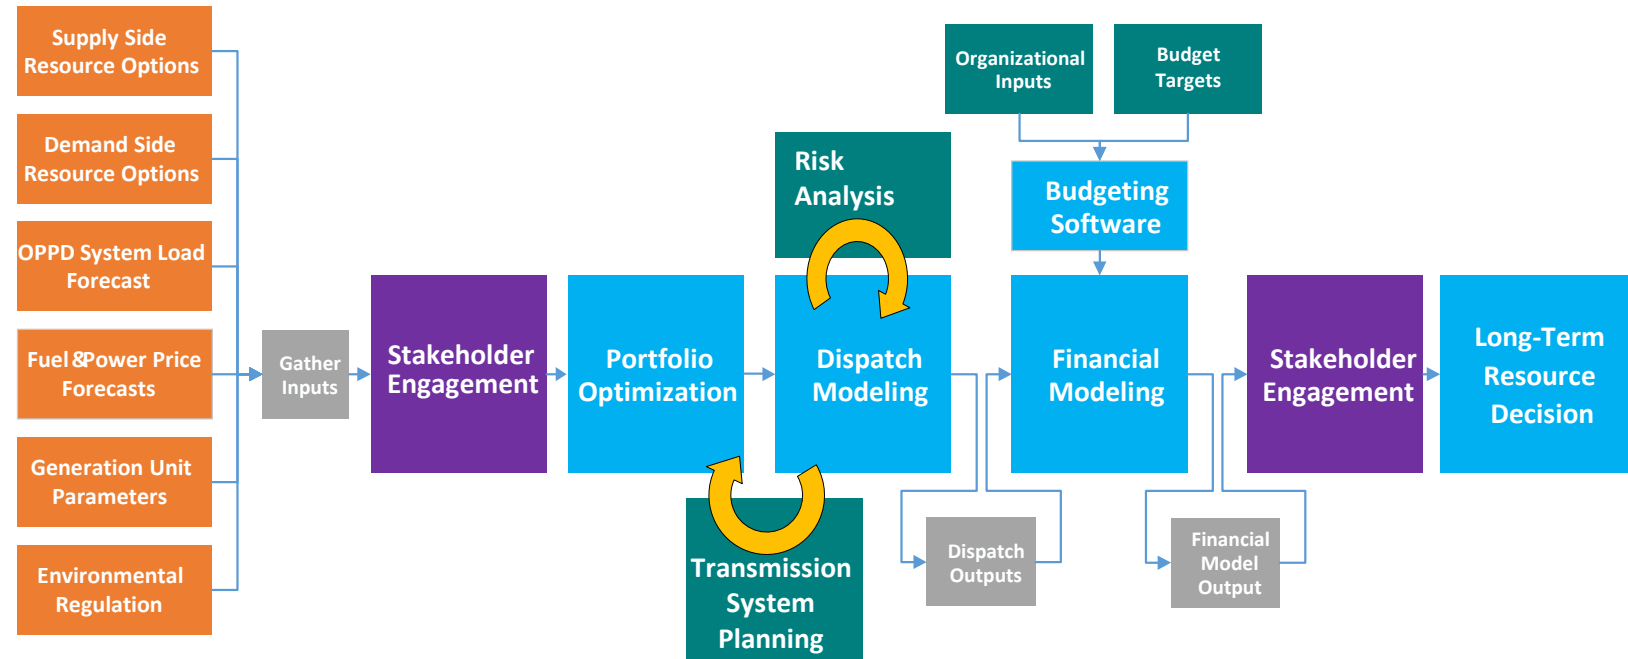 Supply Side
Resource Options
Demand Side
Resource Options
OPPD System Load
Forecast
Fuel &Power Price
Forecasts
Generation Unit
Parameters
Environmental
Regulation
Gather
Inputs
Stakeholder
Engagement
Portfolio
Optimization
Risk
Analysis
Dispatch
Modeling
Transmission
System
Planning
Organizational
Inputs
Budget
Targets
Budgeting
Software
Financial
Modeling
Dispatch
Outputs
Financial
Model
Output
Stakeholder
Engagement
Long-Term
Resource
Decision